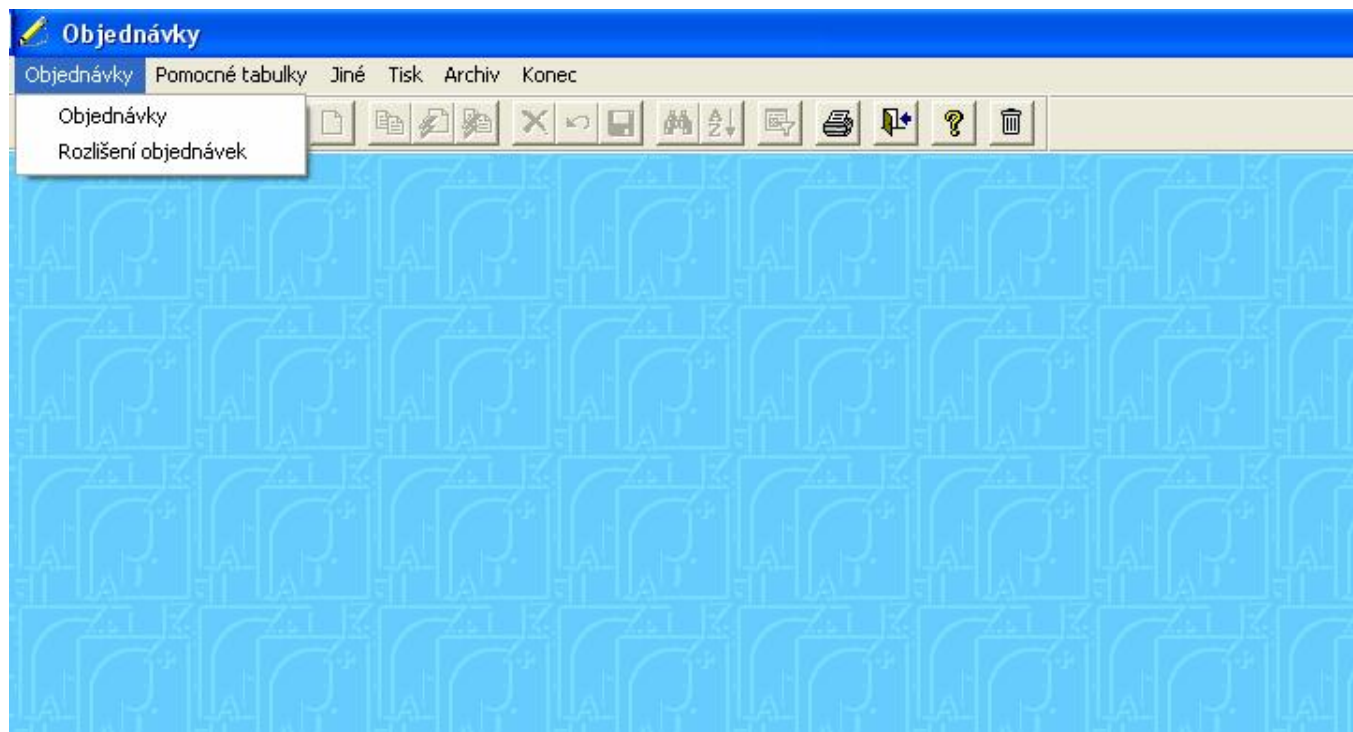 Objednávky
Objednávky Pomocné tabulky Jiné Tisk Archiv Konec
Objednávky
Rozlišení objednávek